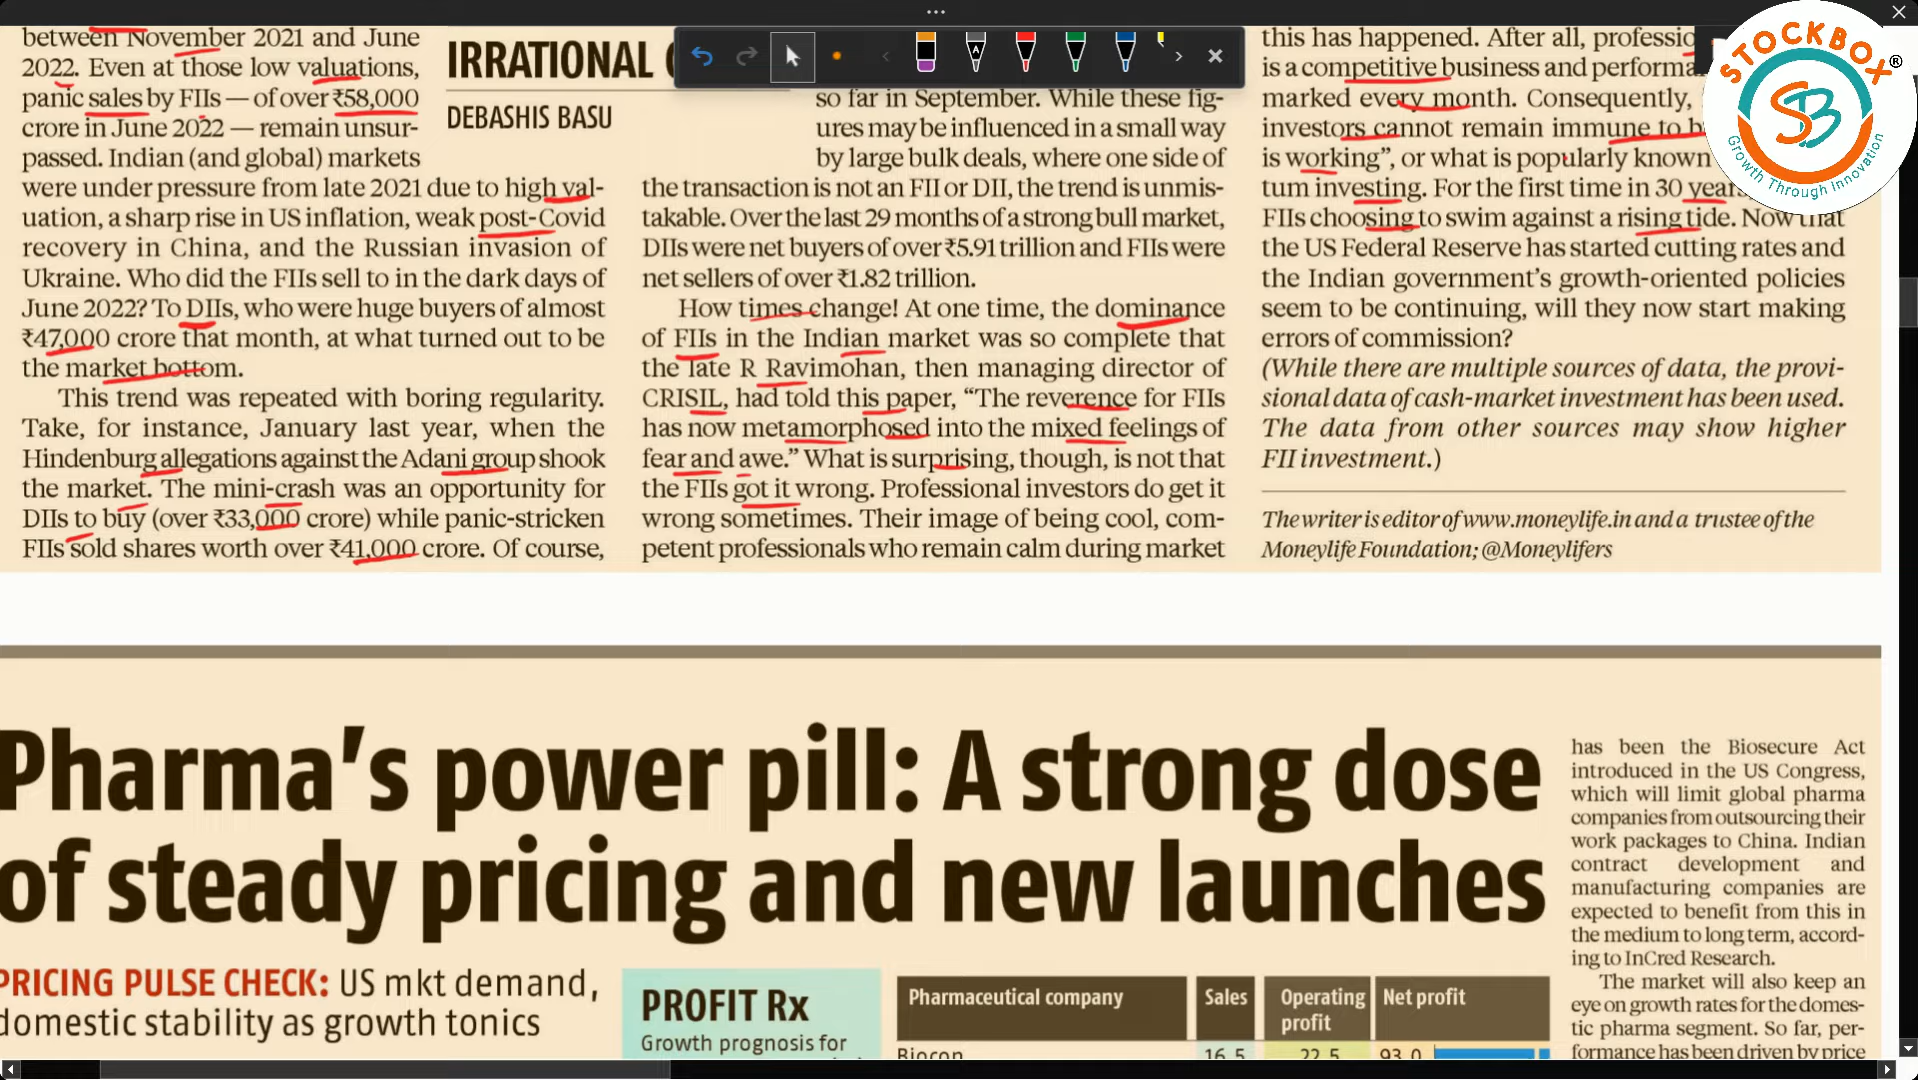 between November 2021 and June
2022. Even at those low valuations,
panic sales by FIIs — of over ₹58,000
crore in June 2022 — remain unsur-
passed. Indian (and global) markets
were under pressure from late 2021 due to high val-
uation, a sharp rise in US inflation, weak post-Covid
recovery in China, and the Russian invasion of
Ukraine. Who did the FIIs sell to in the dark days of
June 2022? To DIIs, who were huge buyers of almost
₹47,000 crore that month, at what turned out to be
the market bottom.
This trend was repeated with boring regularity.
Take, for instance, January last year, when the
Hindenburg allegations against the Adani group shook
the market. The mini-crash was an opportunity for
DIIs to buy (over ₹33,000 crore) while panic-stricken
FIIs sold shares worth over ₹41,000 crore. Of course,
IRRATIONAL
DEBASHIS BASU
so far in September. While these fig-
ures may be influenced in a small way
by large bulk deals, where one side of
the transaction is not an FII or DII, the trend is unmis-
takable. Over the last 29 months of a strong bull market,
DIIs were net buyers of over ₹5.91 trillion and FIIs were
net sellers of over ₹1.82 trillion.
How times change! At one time, the dominance
of FIIs in the Indian market was so complete that
the late R Ravimohan, then managing director of
CRISIL, had told this paper, “The reverence for FIIs
has now metamorphosed into the mixed feelings of
fear and awe.” What is surprising, though, is not that
the FIIs got it wrong. Professional investors do get it
wrong sometimes. Their image of being cool, com-
petent professionals who remain calm during market
this has happened. After all,
is a competitive business and
marked every month. Consequently,
investors cannot remain immune to
is working”, or what is popularly known
tum investing. For the first time in 30
FIIs choosing to swim against a rising tide. Now that
the US Federal Reserve has started cutting rates and
the Indian government’s growth-oriented policies
seem to be continuing, will they now start making
errors of commission?
(While there are multiple sources of data, the provi-
sional data of cash-market investment has been used.
The data from other sources may show higher
FII investment.)
The writer is editor of www.moneylife.in and a trustee of the
Moneylife Foundation; @Moneylifers
STOCKBOX®
SB
Growth Through Innovation
Pharma’s power pill: A strong dose
of steady pricing and new launches
PRICING PULSE CHECK: US mkt demand,
domestic stability as growth tonics
PROFIT Rx
Growth prognosis for
Pharmaceutical company Sales Operating profit Net profit
Biocon 16.5 22.5 93.0
has been the Biosecure Act
introduced in the US Congress,
which will limit global pharma
companies from outsourcing their
work packages to China. Indian
contract development and
manufacturing companies are
expected to benefit from this in
the medium to long term, accord-
ing to InCred Research.
The market will also keep an
eye on growth rates for the domes-
tic pharma segment. So far, per-
formance has been driven by price